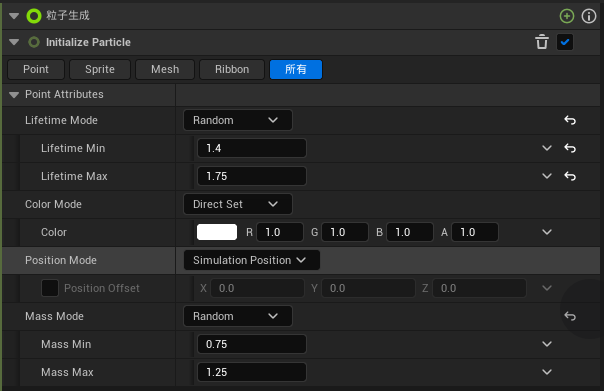 粒子生成
Initialize Particle
Point Sprite Mesh Ribbon 所有
Point Attributes
Lifetime Mode Random
Lifetime Min 1.4
Lifetime Max 1.75
Color Mode Direct Set
Color R 1.0 G 1.0 B 1.0 A 1.0
Position Mode Simulation Position
Position Offset X 0.0 Y 0.0 Z 0.0
Mass Mode Random
Mass Min 0.75
Mass Max 1.25